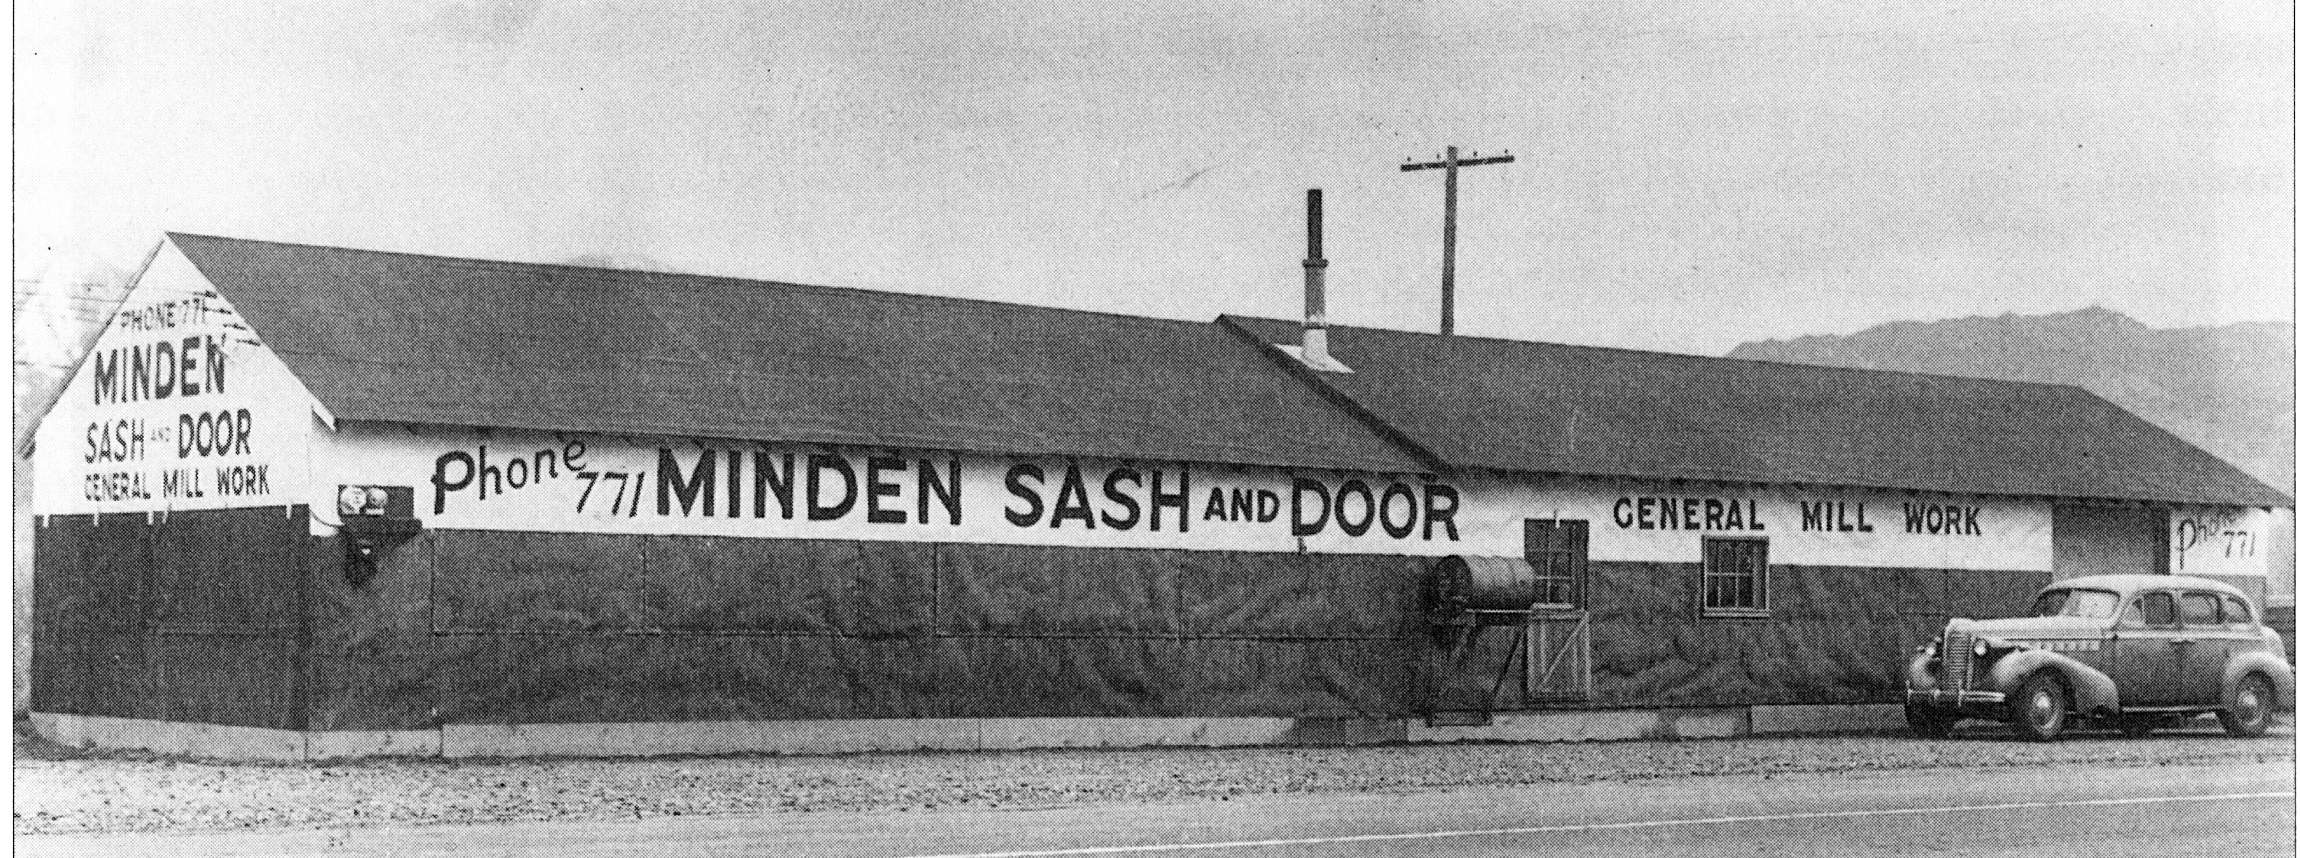 PHONE 771
MINDEN
SASH AND DOOR
GENERAL MILL WORK
Phone 771 MINDEN SASH AND DOOR
GENERAL MILL WORK
Phone 771